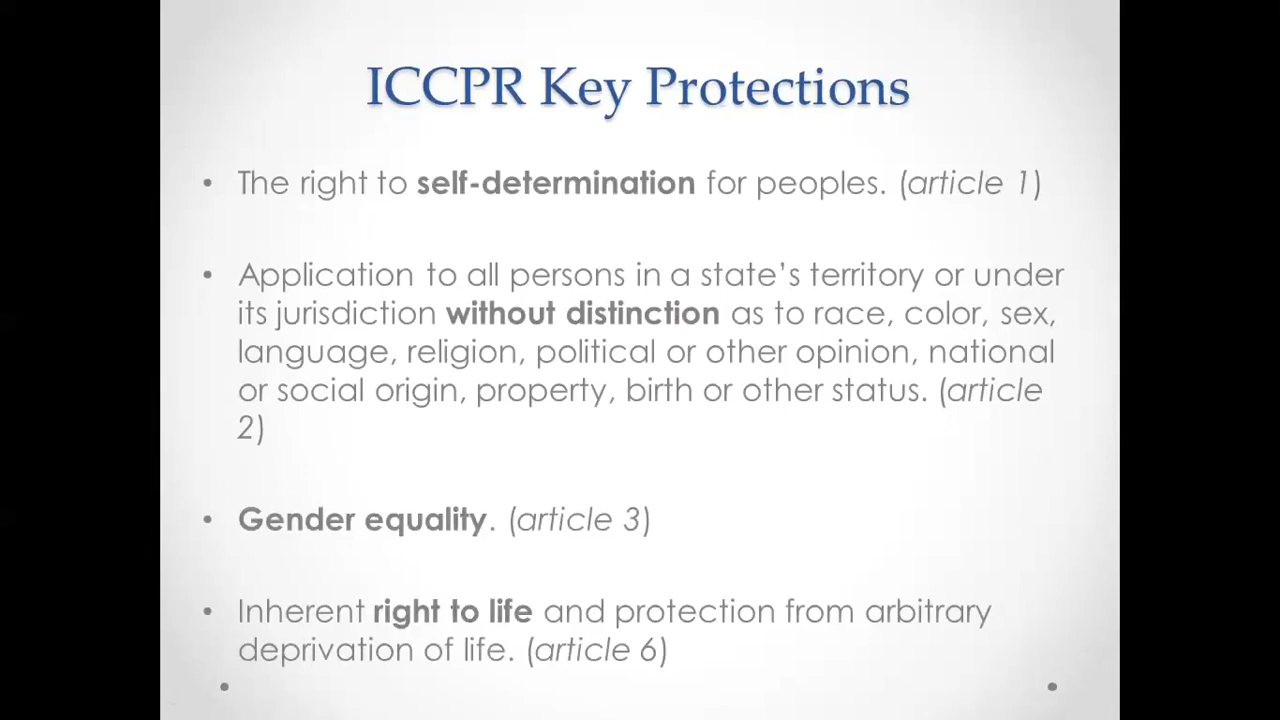 ICCPR Key Protections
• The right to self-determination for peoples. (article 1)
• Application to all persons in a state’s territory or under
its jurisdiction without distinction as to race, color, sex,
language, religion, political or other opinion, national
or social origin, property, birth or other status. (article
2)
• Gender equality. (article 3)
• Inherent right to life and protection from arbitrary
deprivation of life. (article 6)